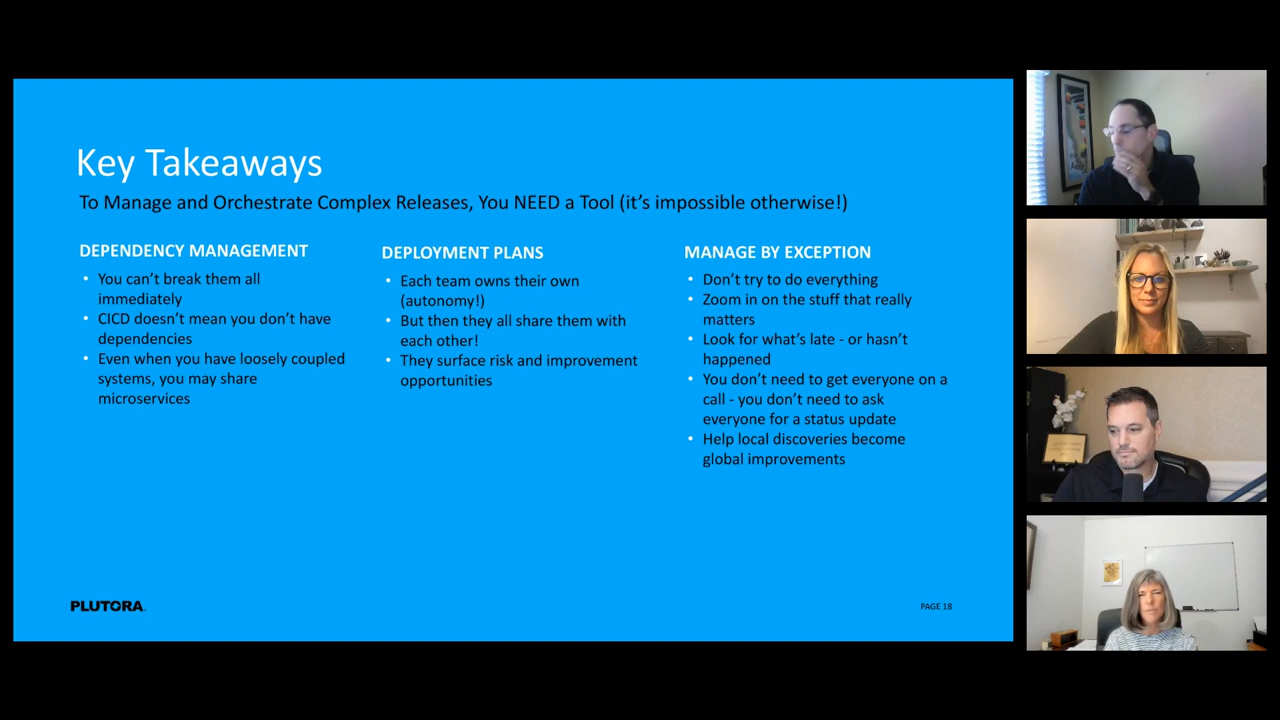 Key Takeaways
To Manage and Orchestrate Complex Releases, You NEED a Tool (it's impossible otherwise!)
DEPENDENCY MANAGEMENT
• You can't break them all
immediately
• CICD doesn't mean you don't have
dependencies
• Even when you have loosely coupled
systems, you may share
microservices
DEPLOYMENT PLANS
• Each team owns their own
(autonomy!)
• But then they all share them with
each other!
• They surface risk and improvement
opportunities
MANAGE BY EXCEPTION
• Don't try to do everything
• Zoom in on the stuff that really
matters
• Look for what's late - or hasn't
happened
• You don't need to get everyone on a
call - you don't need to ask
everyone for a status update
• Help local discoveries become
global improvements
PLUTORA
PAGE 18